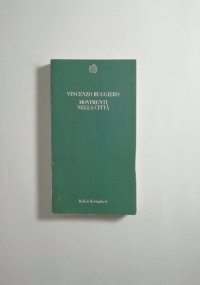 VINCENZO RUGGIERO
MOVIMENTI
NELLA CITTÀ
Bollati Boringhieri